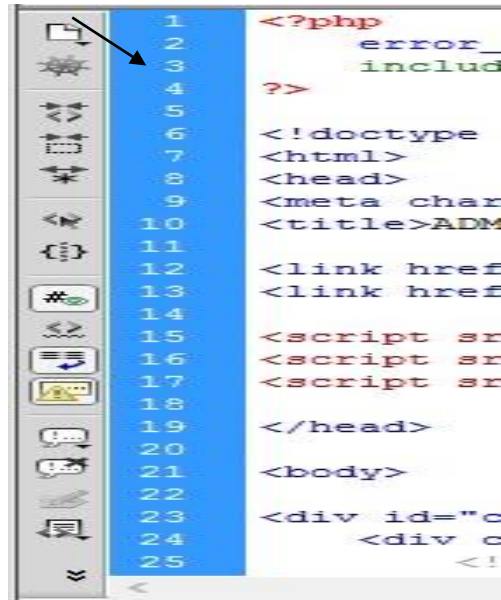 1 <?php
2 error_
3 includ
4 ?>
5
6 <!doctype
7 <html>
8 <head>
9 <meta char
10 <title>ADM
11
12 <link href
13 <link href
14
15 <script sr
16 <script sr
17 <script sr
18
19 </head>
20
21 <body>
22
23 <div id="c
24 <div c
25 <!